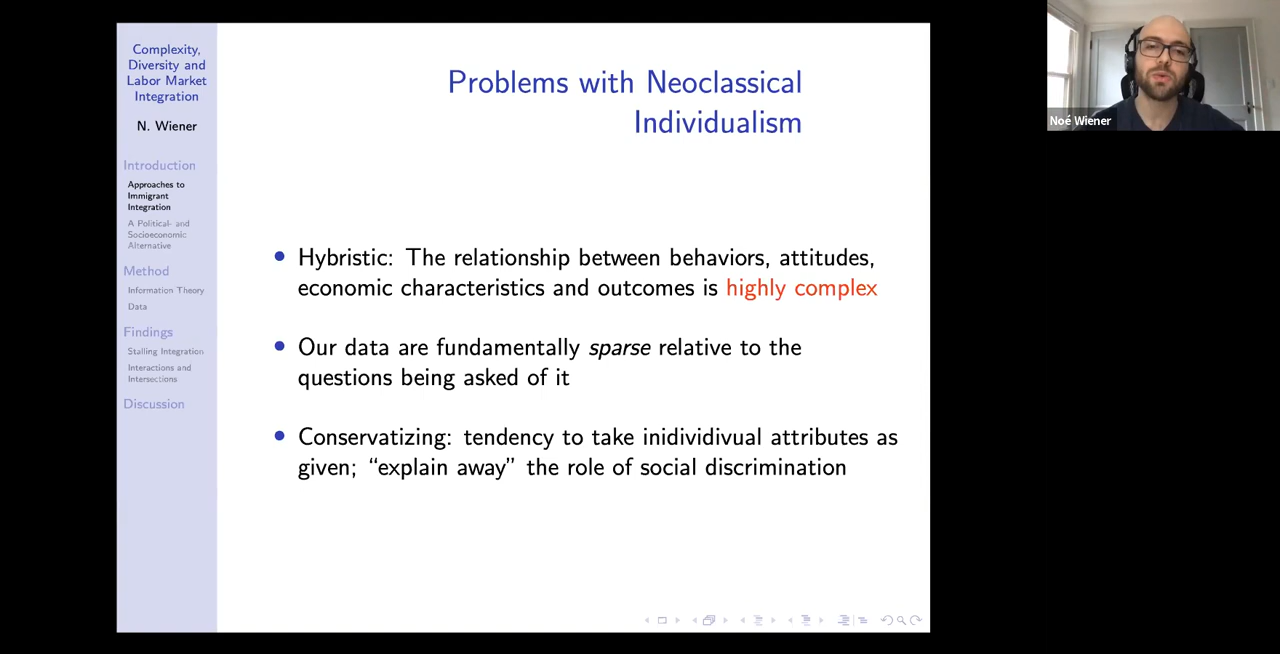 Complexity,
Diversity and
Labor Market
Integration
N. Wiener
Introduction
Approaches to
Immigrant
Integration
A Political- and
Socioeconomic
Alternative
Method
Information Theory
Data
Findings
Stalling Integration
Interactions and
Intersections
Discussion
Problems with Neoclassical
Individualism
• Hybristic: The relationship between behaviors, attitudes,
economic characteristics and outcomes is highly complex
• Our data are fundamentally sparse relative to the
questions being asked of it
• Conservatizing: tendency to take inidividivual attributes as
given; “explain away” the role of social discrimination
Noé Wiener